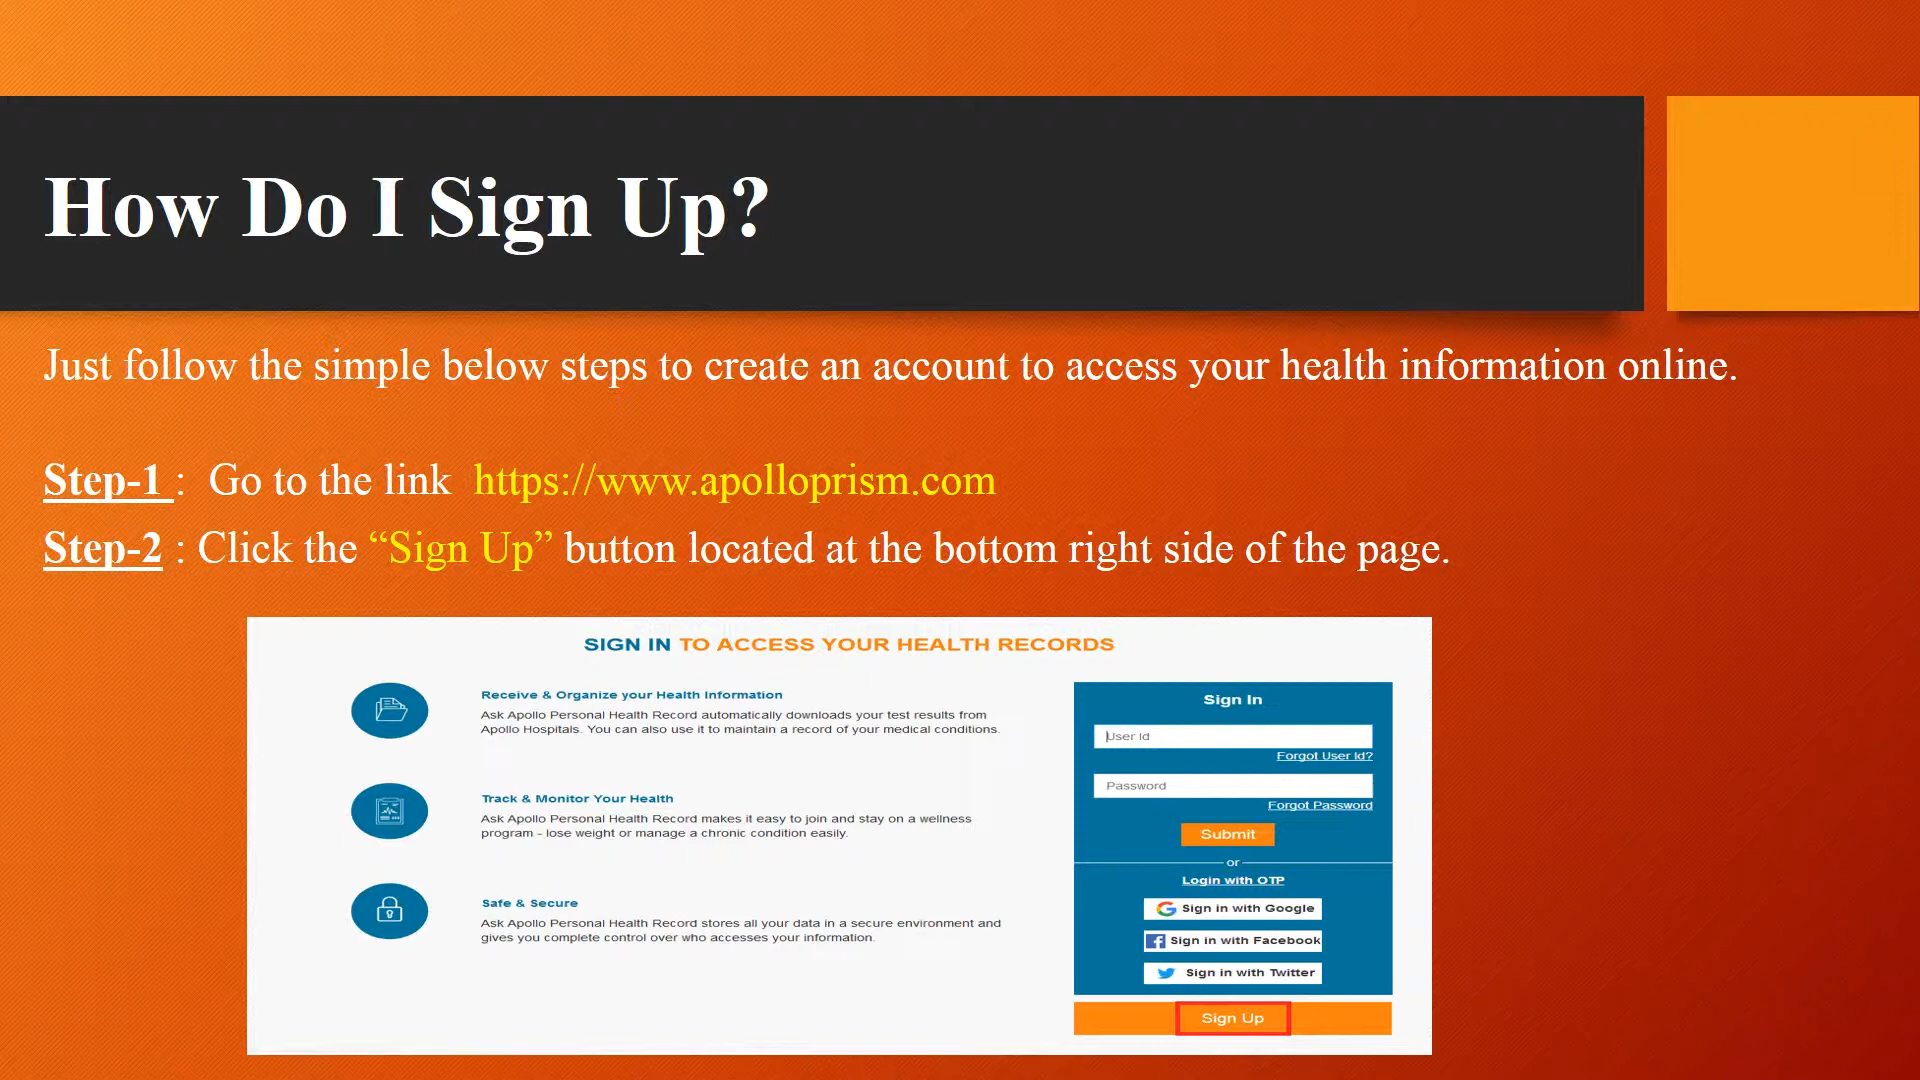 How Do I Sign Up?
Just follow the simple below steps to create an account to access your health information online.
Step-1 : Go to the link https://www.apolloprism.com
Step-2 : Click the “Sign Up” button located at the bottom right side of the page.
SIGN IN TO ACCESS YOUR HEALTH RECORDS
Receive & Organize your Health Information
Ask Apollo Personal Health Record automatically downloads your test results from
Apollo Hospitals. You can also use it to maintain a record of your medical conditions.
Track & Monitor Your Health
Ask Apollo Personal Health Record makes it easy to join and stay on a wellness
program - lose weight or manage a chronic condition easily.
Safe & Secure
Ask Apollo Personal Health Record stores all your data in a secure environment and
gives you complete control over who accesses your information.
Sign In
User Id
Forgot User Id?
Password
Forgot Password
Submit
or
Login with OTP
Sign in with Google
Sign in with Facebook
Sign in with Twitter
Sign Up